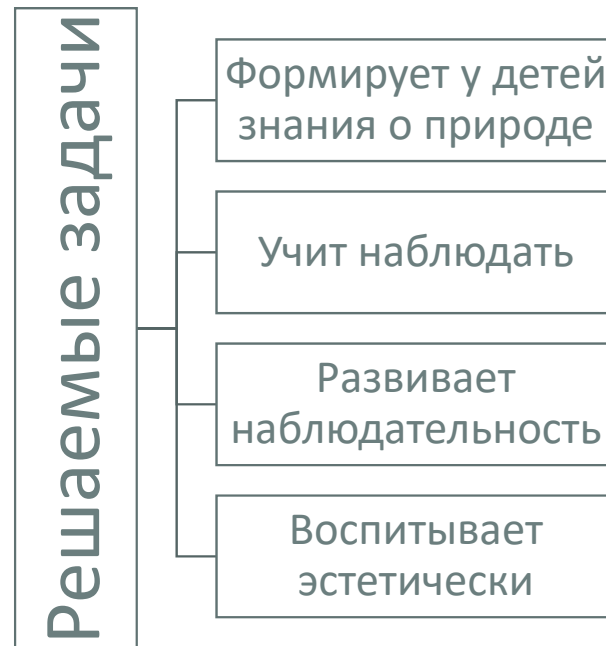 Решаемые задачи
Формирует у детей
знания о природе
Учит наблюдать
Развивает
наблюдательность
Воспитывает
эстетически